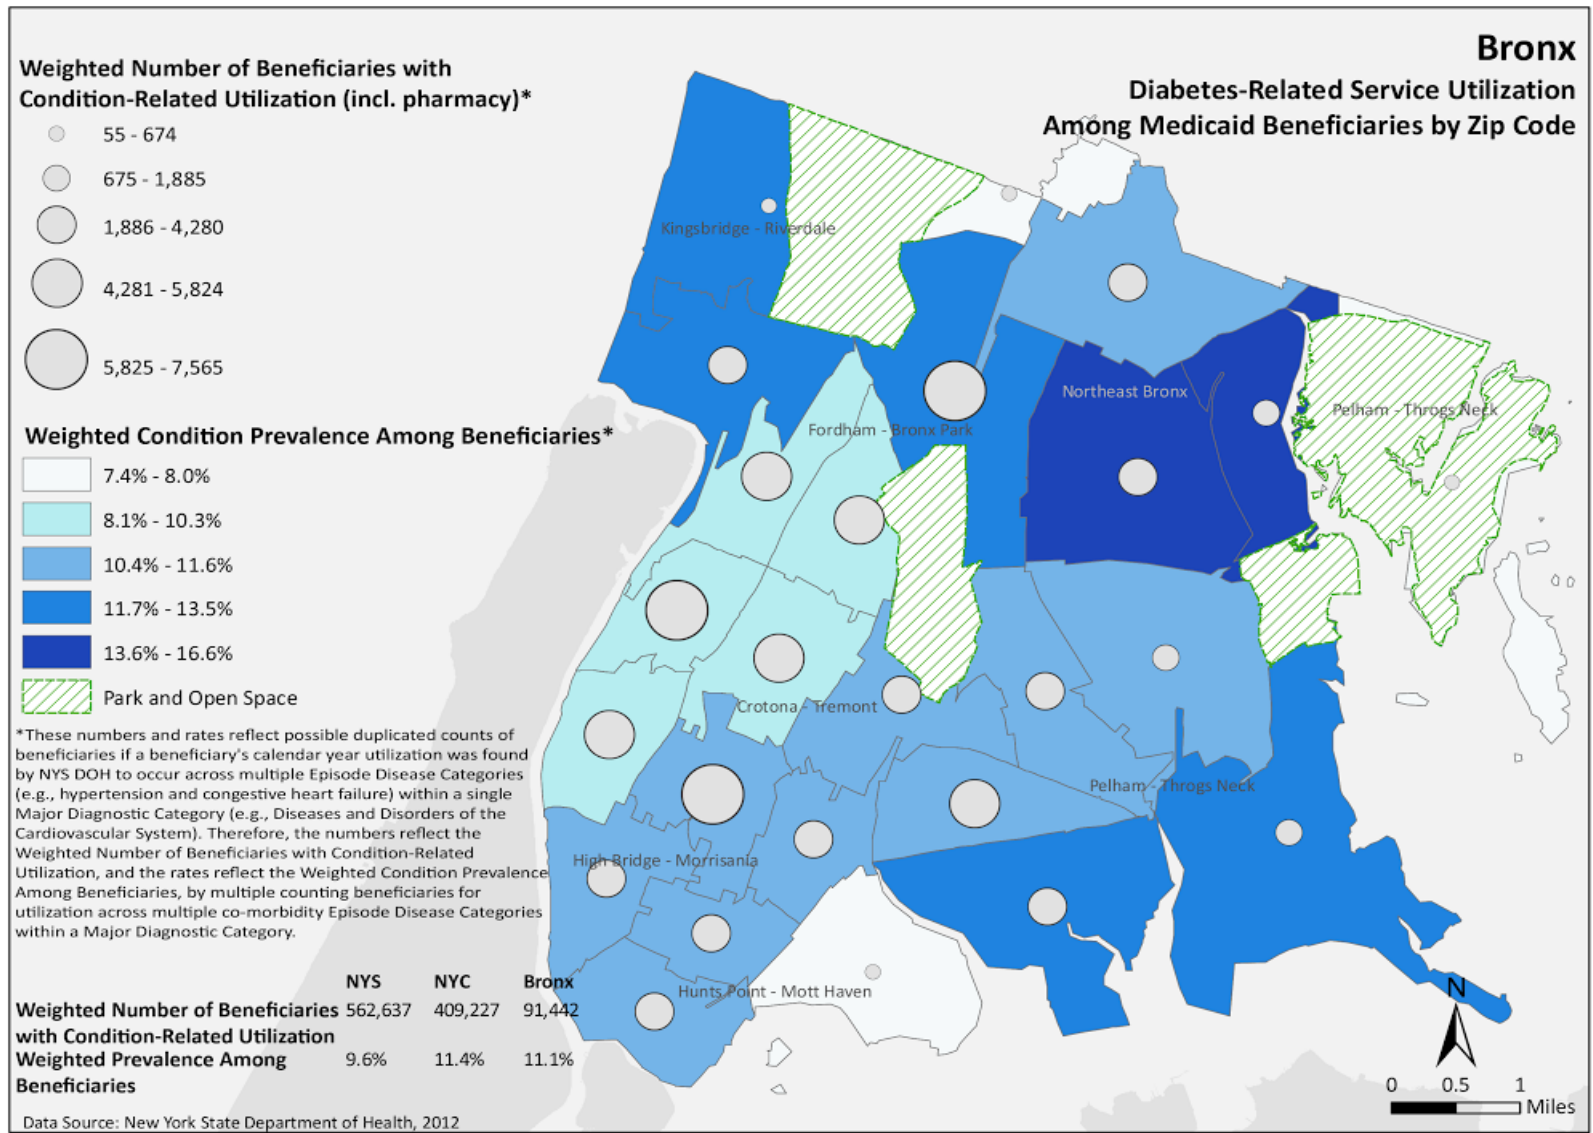 Bronx
Diabetes-Related Service Utilization
Among Medicaid Beneficiaries by Zip Code
Weighted Number of Beneficiaries with
Condition-Related Utilization (incl. pharmacy)*
55 - 674
675 - 1,885
1,886 - 4,280
4,281 - 5,824
5,825 - 7,565
Weighted Condition Prevalence Among Beneficiaries*
7.4% - 8.0%
8.1% - 10.3%
10.4% - 11.6%
11.7% - 13.5%
13.6% - 16.6%
Park and Open Space
*These numbers and rates reflect possible duplicated counts of
beneficiaries if a beneficiary's calendar year utilization was found
by NYS DOH to occur across multiple Episode Disease Categories
(e.g., hypertension and congestive heart failure) within a single
Major Diagnostic Category (e.g., Diseases and Disorders of the
Cardiovascular System). Therefore, the numbers reflect the
Weighted Number of Beneficiaries with Condition-Related
Utilization, and the rates reflect the Weighted Condition Prevalence
Among Beneficiaries, by multiple counting beneficiaries for
utilization across multiple co-morbidity Episode Disease Categories
within a Major Diagnostic Category.
NYS NYC Bronx
Weighted Number of Beneficiaries 562,637 409,227 91,442
with Condition-Related Utilization
Weighted Prevalence Among 9.6% 11.4% 11.1%
Beneficiaries
Data Source: New York State Department of Health, 2012
Kingsbridge - Riverdale
Northeast Bronx
Pelham - Throgs Neck
Fordham - Bronx Park
Crotona - Tremont
Pelham - Throgs Neck
High Bridge - Morrisania
Hunts Point - Mott Haven
N
0 0.5 1
Miles